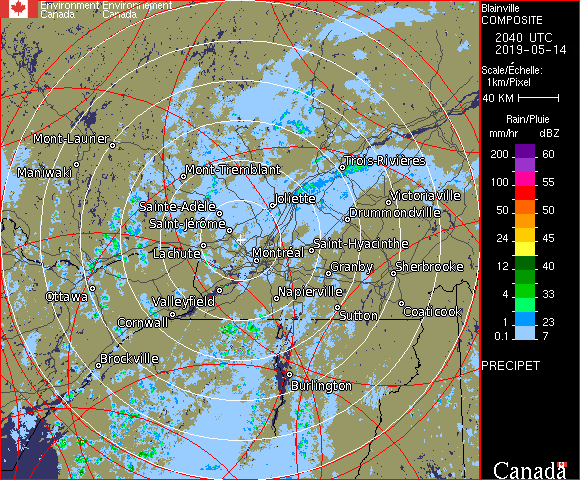 Environment Environnement
Canada Canada
Blainville
COMPOSITE
2040 UTC
2019-05-14
Scale/Échelle:
1km/Pixel
40 KM
Rain/Pluie
mm/hr dBZ
200 60
100 55
50 50
24 45
12 40
4 33
1 23
0.1 7
PRECIPET
Canada
Mont-Laurier
Maniwaki
Mont-Tremblant
Trois-Rivières
Joliette
Victoriaville
Sainte-Adèle
Drummondville
Saint-Jérôme
Lachute
Montréal
Saint-Hyacinthe
Granby
Sherbrooke
Ottawa
Valleyfield
Napierville
Cornwall
Sutton
Coaticook
Brockville
Burlington